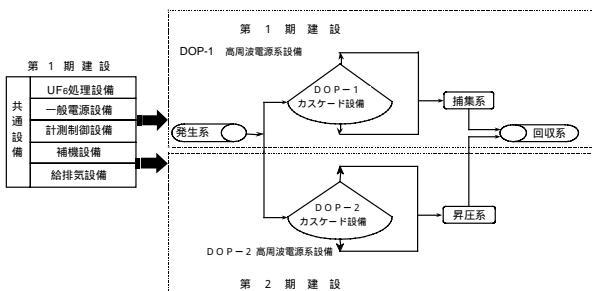 第 1 期 建 設
共通設備
UF6処理設備
一般電源設備
計測制御設備
補機設備
給排気設備
第 1 期 建 設
DOP-1 高周波電源系設備
DOP－1
カスケード設備
捕集系
発生系
回収系
DOP－2
カスケード設備
昇圧系
DOP－2 高周波電源系設備
第 2 期 建 設